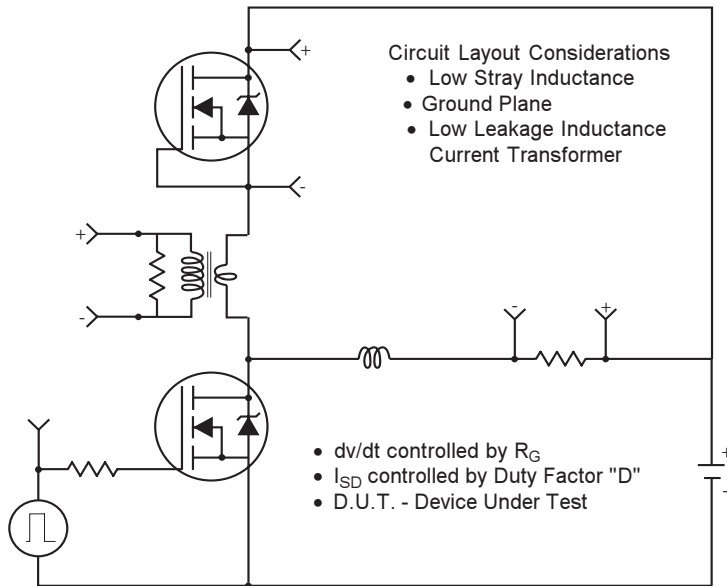 +
Circuit Layout Considerations
• Low Stray Inductance
• Ground Plane
• Low Leakage Inductance
Current Transformer
-
+
-
-
+
• dv/dt controlled by RG
• ISD controlled by Duty Factor "D"
• D.U.T. - Device Under Test
+
-